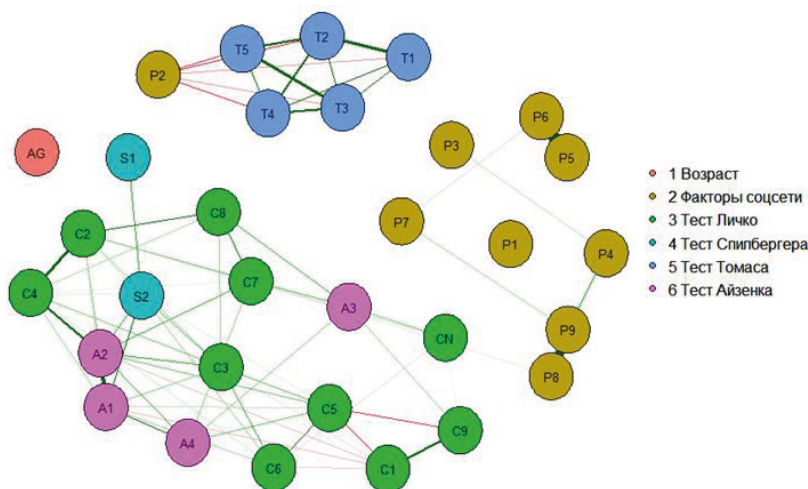 T2
T5
T1
P2
T4
T3
P6
P3
P5
AG
S1
C8
C2
P7
P1
P4
C7
C4
S2
A3
P9
CN
A2
C3
P8
A1
C5
C9
A4
C6
C1
1 Возраст
2 Факторы соцсети
3 Тест Личко
4 Тест Спилбергера
5 Тест Томаса
6 Тест Айзенка